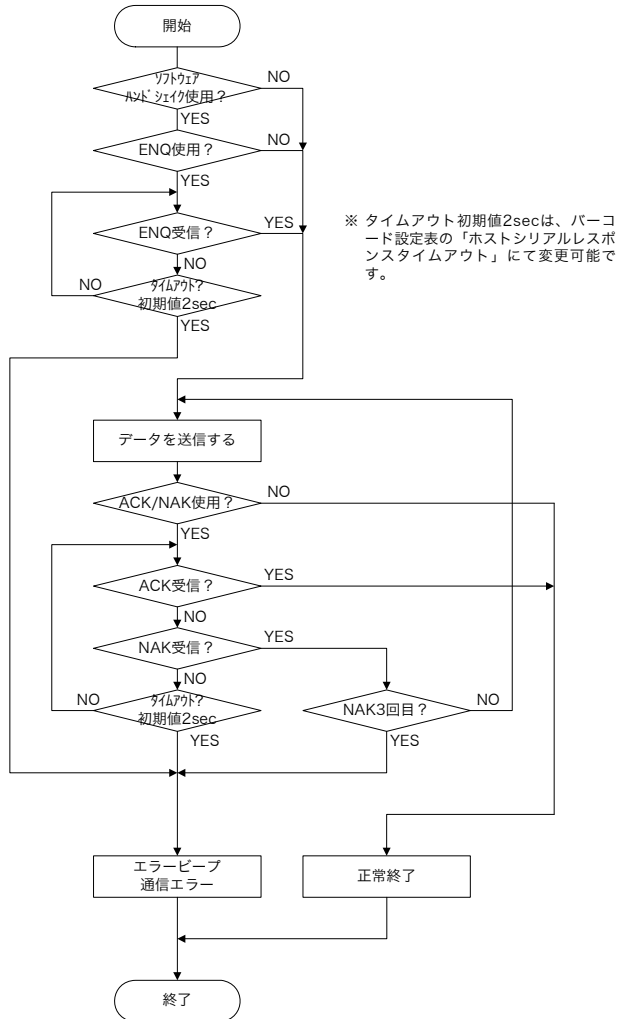 開始
ｿﾌﾄｳｪｱ
ﾊﾝﾄﾞｼｪｲｸ使用？
NO
YES
ENQ使用？
NO
YES
ENQ受信？
YES
NO
※ タイムアウト初期値2secは、バーコ
ード設定表の「ホストシリアルレスポ
ンスタイムアウト」にて変更可能で
す。
ﾀｲﾑｱｳﾄ?
初期値2sec
NO
YES
データを送信する
ACK/NAK使用？
NO
YES
ACK受信？
YES
NO
NAK受信？
YES
NO
ﾀｲﾑｱｳﾄ?
初期値2sec
NO
YES
NAK3回目？
NO
YES
エラービープ
通信エラー
正常終了
終了